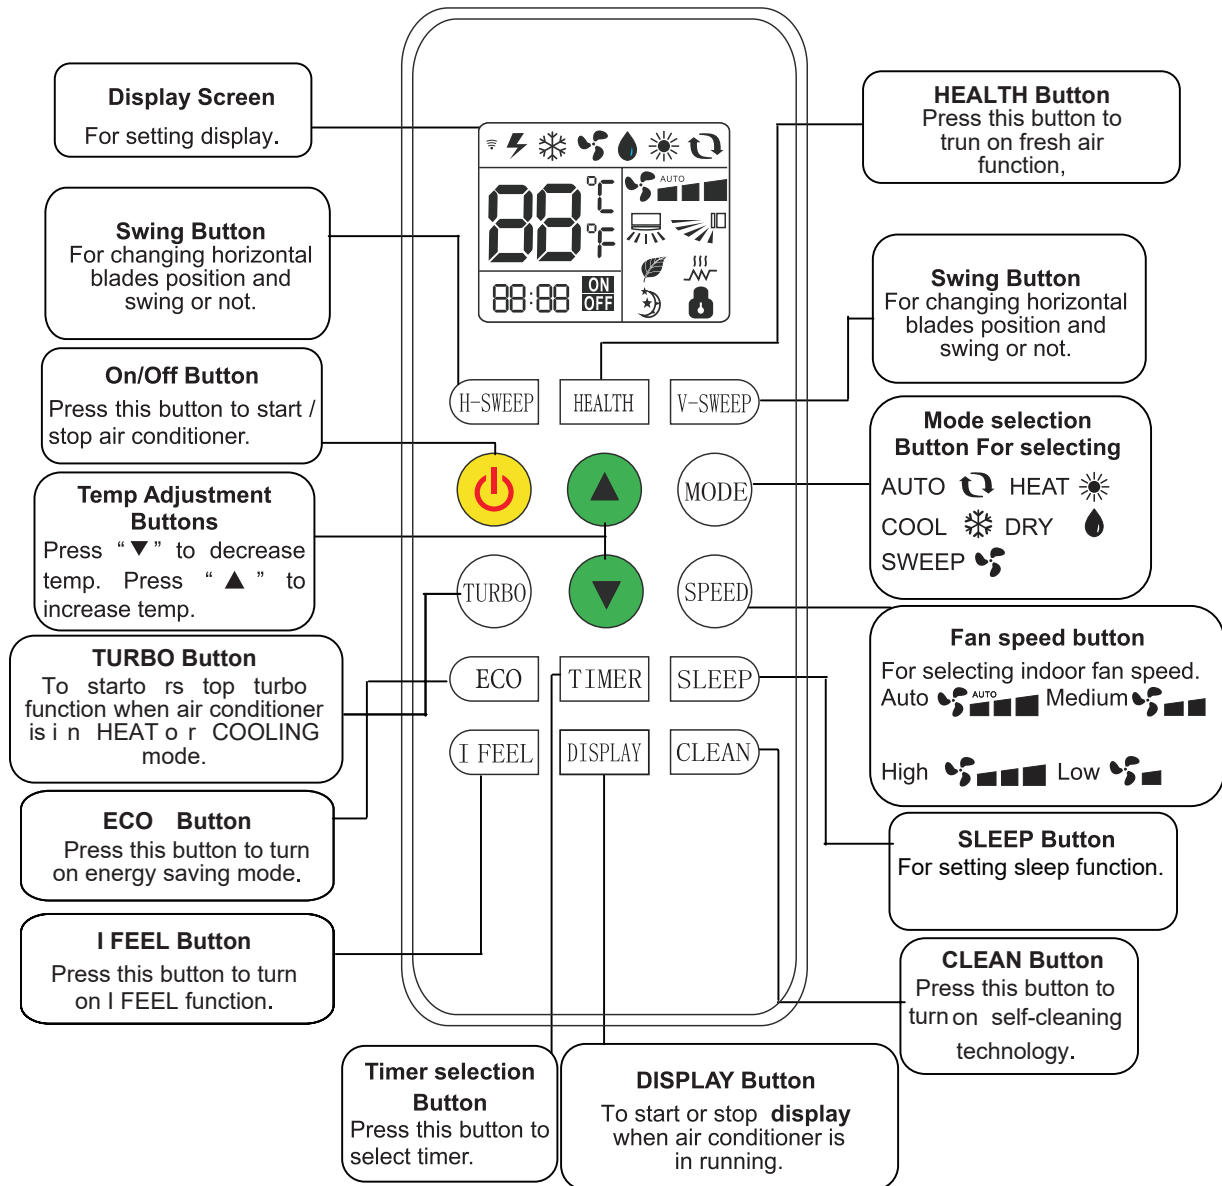 Display Screen
For setting display.
Swing Button
For changing horizontal
blades position and
swing or not.
On/Off Button
Press this button to start /
stop air conditioner.
Temp Adjustment
Buttons
Press “▼” to decrease
temp. Press “ ▲ ” to
increase temp.
TURBO Button
To starto rs top turbo
function when air conditioner
is i n HEAT o r COOLING
mode.
ECO Button
Press this button to turn
on energy saving mode.
I FEEL Button
Press this button to turn
on I FEEL function.
AUTO
88 °C
°F
88:88 ON
OFF
H-SWEEP HEALTH V-SWEEP
MODE
TURBO SPEED
ECO TIMER SLEEP
I FEEL DISPLAY CLEAN
HEALTH Button
Press this button to
trun on fresh air
function,
Swing Button
For changing horizontal
blades position and
swing or not.
Mode selection
Button For selecting
AUTO HEAT
COOL DRY
SWEEP
Fan speed button
For selecting indoor fan speed.
Auto AUTO Medium
High Low
SLEEP Button
For setting sleep function.
CLEAN Button
Press this button to
turn on self-cleaning
technology.
Timer selection
Button
Press this button to
select timer.
DISPLAY Button
To start or stop display
when air conditioner is
in running.